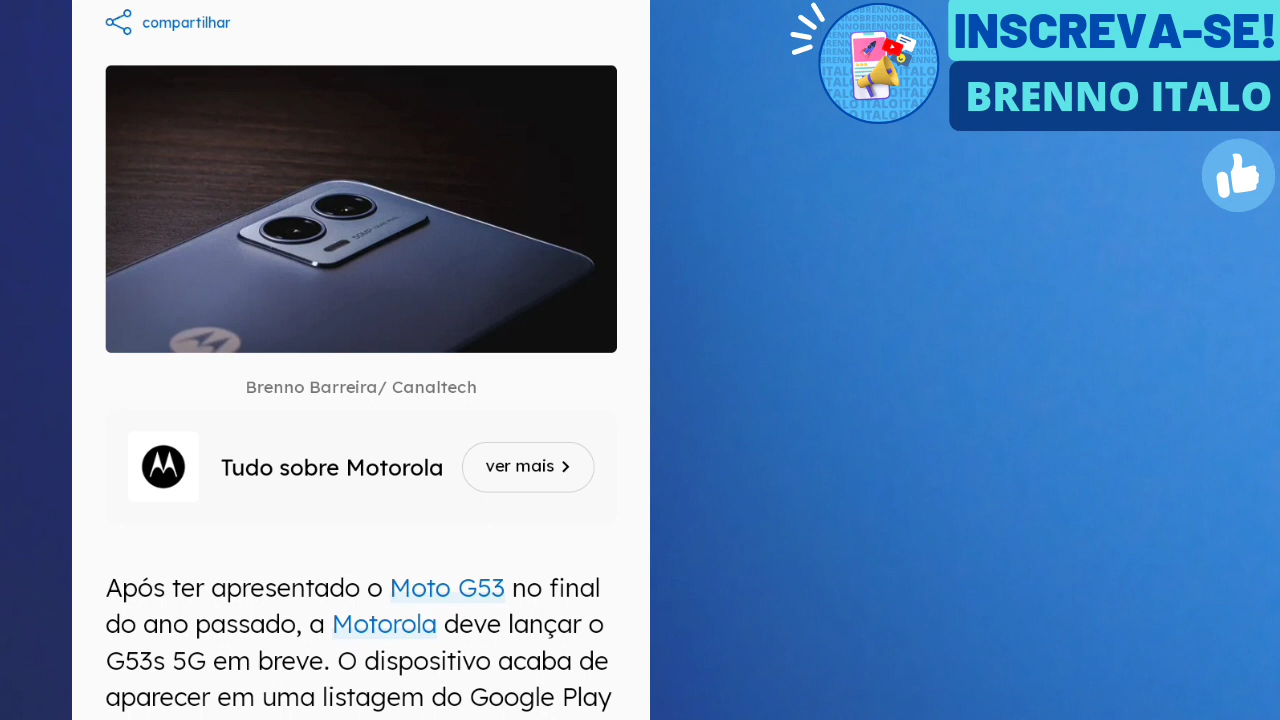 compartilhar
INSCREVA-SE!
BRENNO ITALO
50MP
Brenno Barreira/ Canaltech
Tudo sobre Motorola
ver mais
Após ter apresentado o Moto G53 no final
do ano passado, a Motorola deve lançar o
G53s 5G em breve. O dispositivo acaba de
aparecer em uma listagem do Google Play